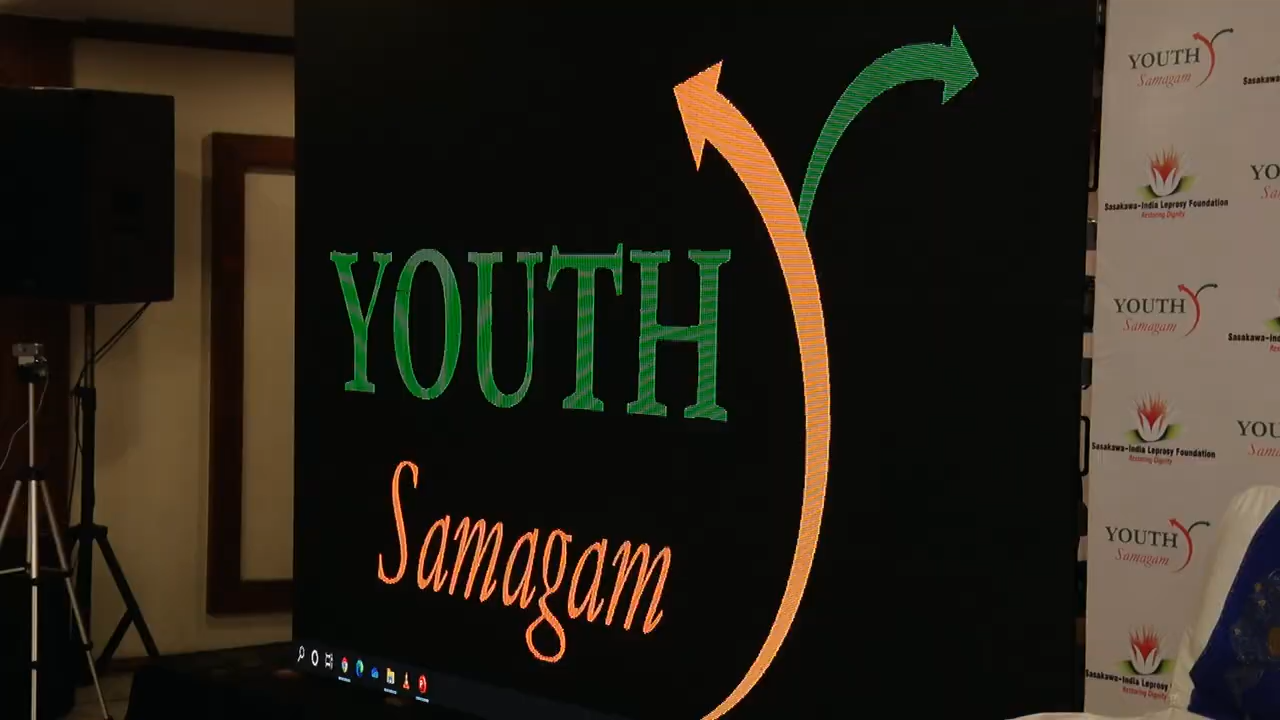 YOUTH
Samagam
YOUTH
Samagam
Sasakawa-India Leprosy Foundation
Restoring Dignity
YOUTH
Samagam
Sasakawa-India Leprosy Foundation
Restoring Dignity
YOUTH
Samagam
Sasakawa-India Leprosy
Restoring Dignity